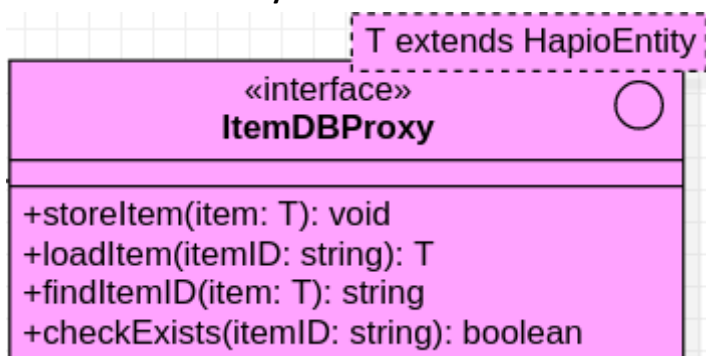 T extends HapioEntity
«interface»
ItemDBProxy
+storeItem(item: T): void
+loadItem(itemID: string): T
+findItemID(item: T): string
+checkExists(itemID: string): boolean